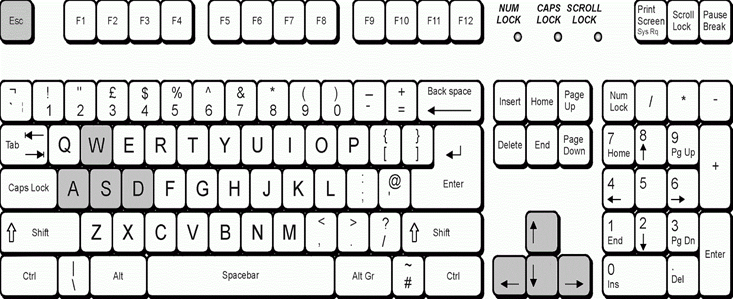 Esc F1 F2 F3 F4 F5 F6 F7 F8 F9 F10 F11 F12 NUM LOCK CAPS LOCK SCROLL LOCK Print Screen Sys Rq Scroll Lock Pause Break
¬ ` ¦ ! 1 " 2 £ 3 $ 4 % 5 ^ 6 & 7 * 8 ( 9 ) 0 _ - + = Back space Insert Home Page Up Num Lock / * -
Tab Q W E R T Y U I O P { [ } ] Enter Delete End Page Down 7 Home 8 ↑ 9 Pg Up +
Caps Lock A S D F G H J K L : ; @ ' 4 ← 5 6 →
⇧ Shift Z X C V B N M < , > . ? / ⇧ Shift ↑ 1 End 2 ↓ 3 Pg Dn Enter
Ctrl | \ Alt Spacebar Alt Gr ~ # Ctrl ← ↓ → 0 Ins . Del